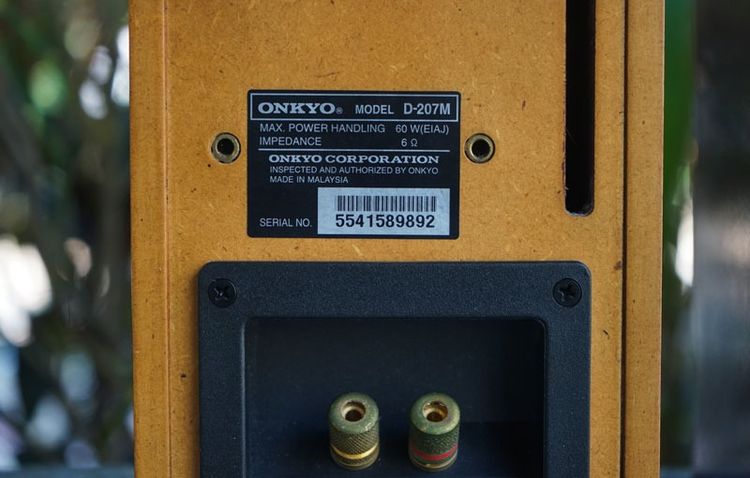 ONKYO® MODEL D-207M
MAX. POWER HANDLING 60 W(EIAJ)
IMPEDANCE 6 Ω
ONKYO CORPORATION
INSPECTED AND AUTHORIZED BY ONKYO
MADE IN MALAYSIA
SERIAL NO. 5541589892